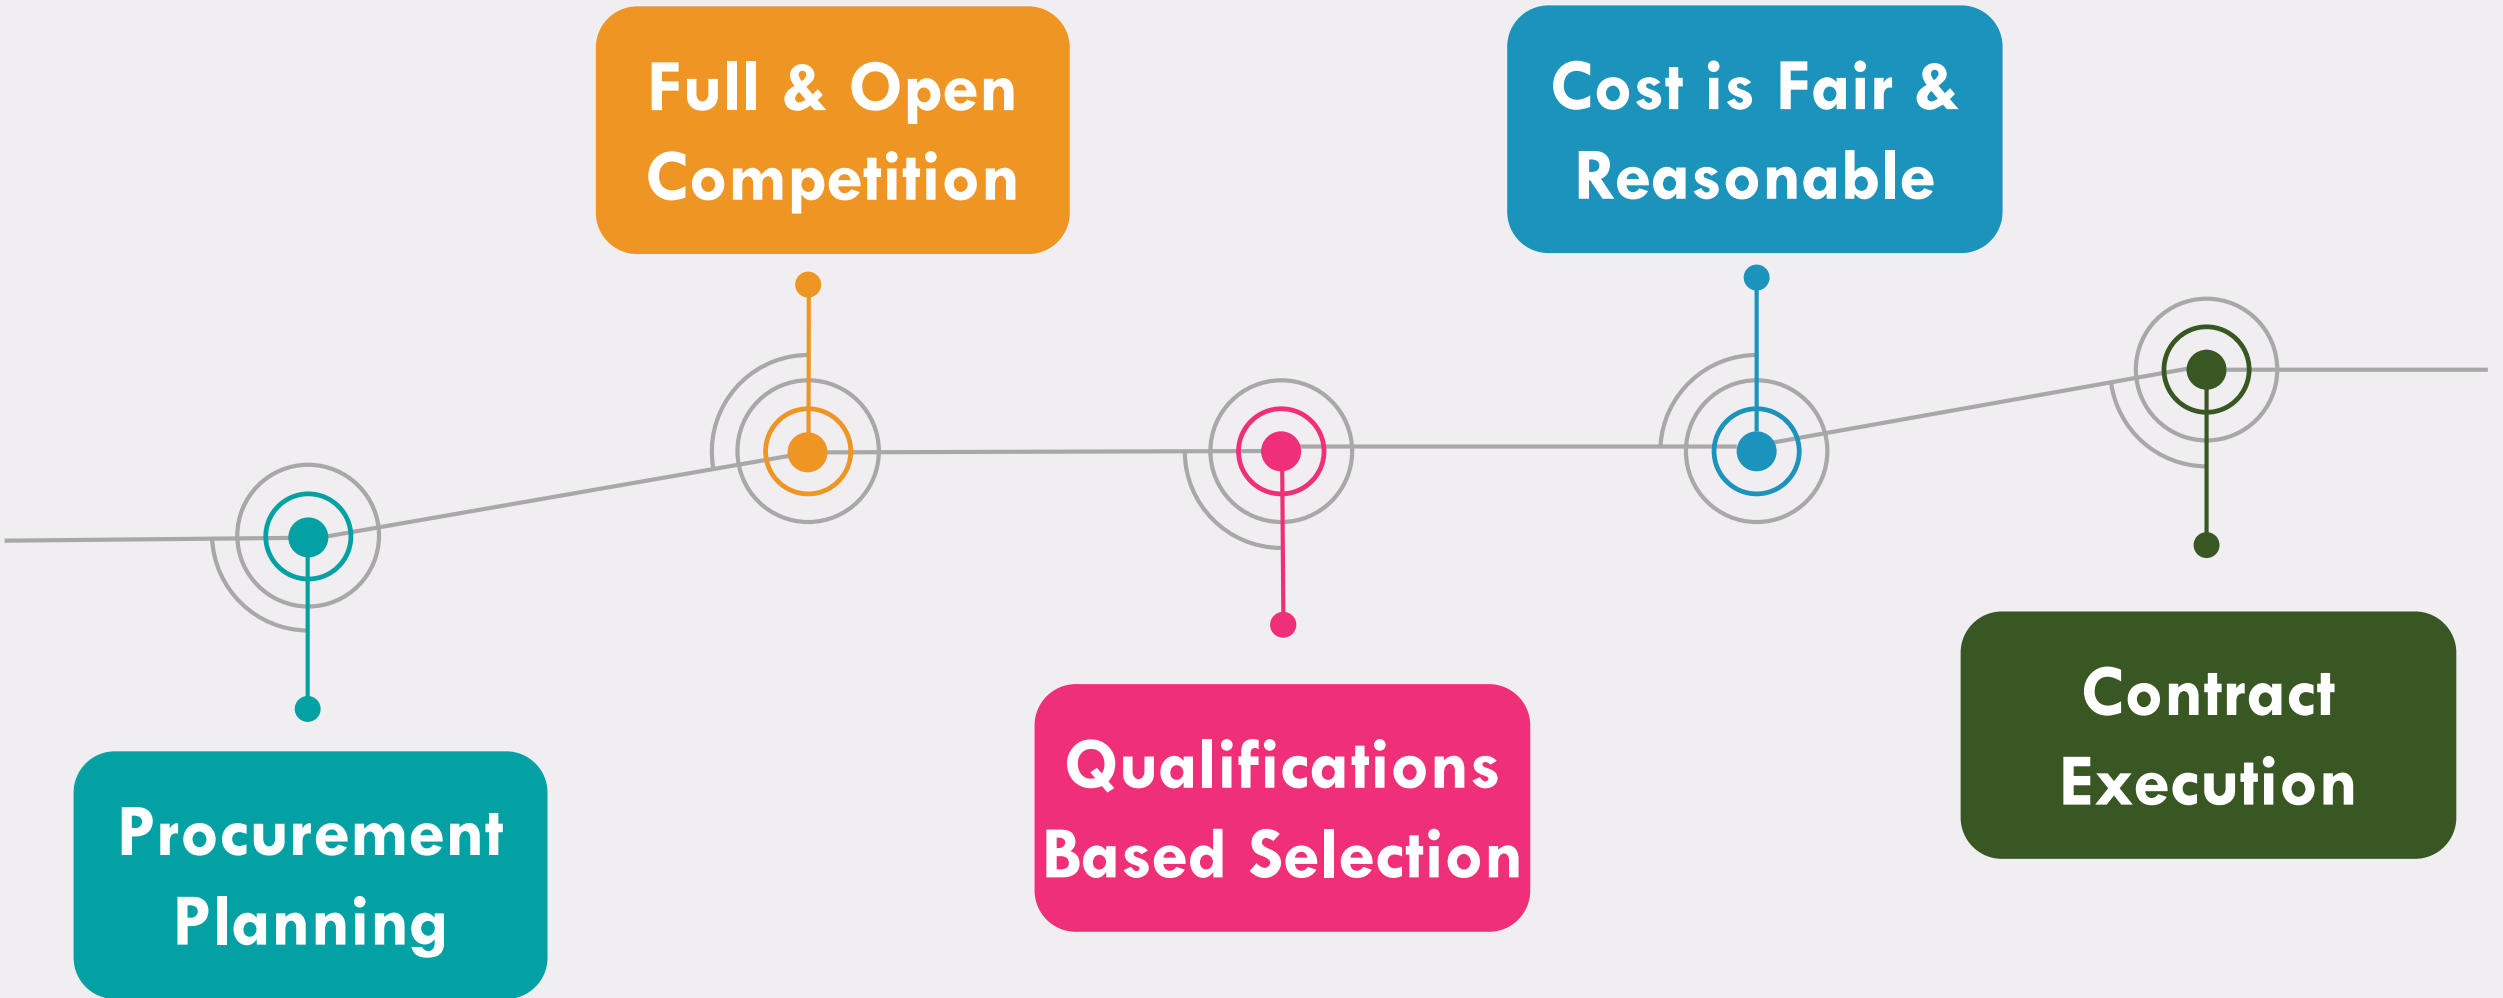 Procurement
Planning
Full & Open
Competition
Qualifications
Based Selection
Cost is Fair &
Reasonable
Contract
Execution